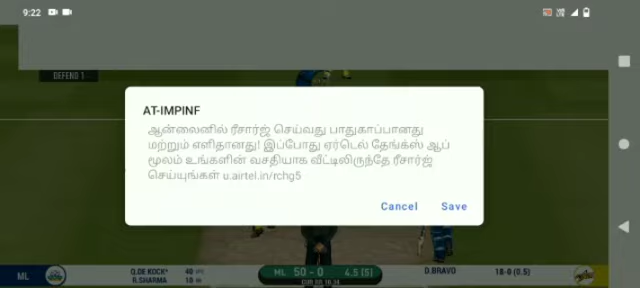 9:22
DEFEND 1
AT-IMPINF
ஆன்லைனில் ரீசார்ஜ் செய்வது பாதுகாப்பானது
மற்றும் எளிதானது! இப்போது ஏர்டெல் தேங்க்ஸ் ஆப்
மூலம் உங்களின் வசதியாக வீட்டிலிருந்தே ரீசார்ஜ்
செய்யுங்கள் u.airtel.in/rchg5
Cancel Save
ML Q.DE.KOCK* 40 ML 50 - 0 4.5 (5) D.BRAVO 18-0 (0.5)
R.SHARMA 10